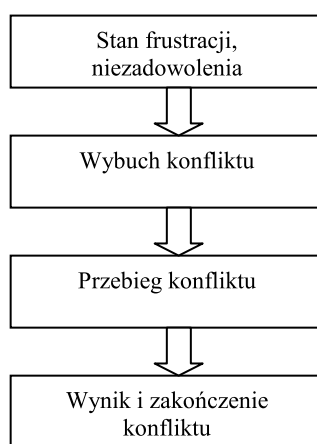 Stan frustracji,
niezadowolenia
Wybuch konfliktu
Przebieg konfliktu
Wynik i zakończenie
konfliktu